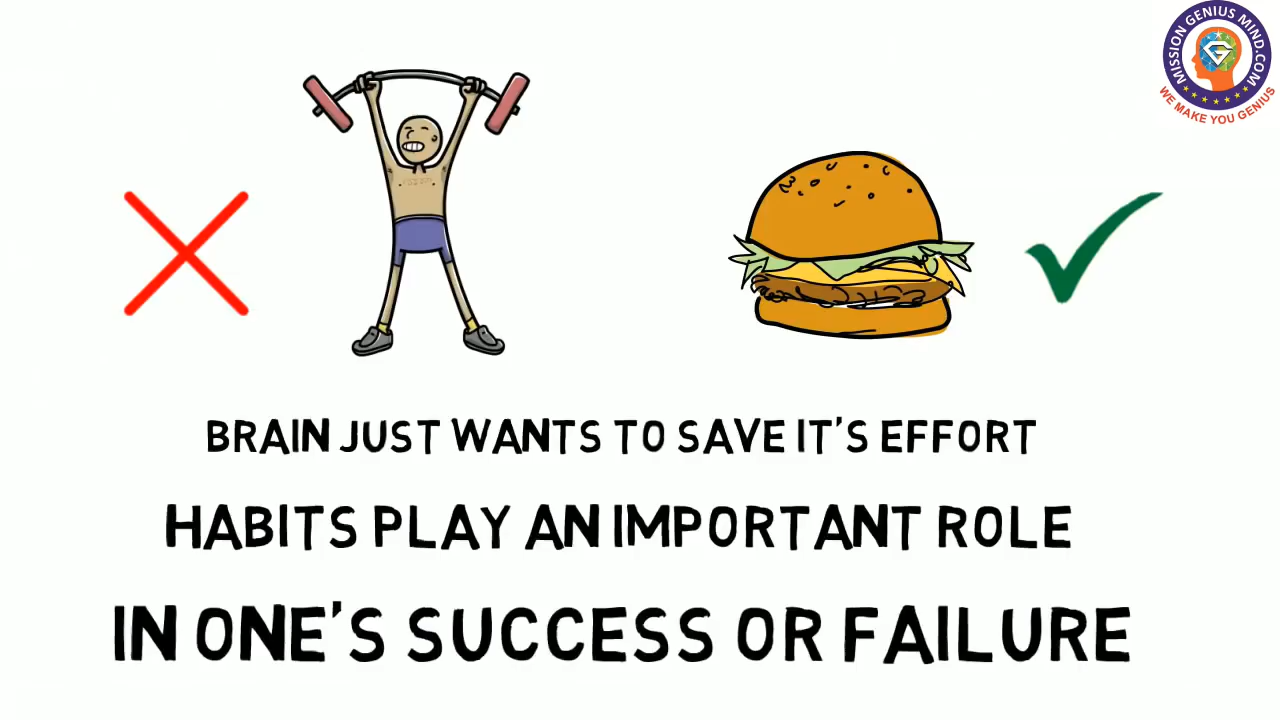 MISSION GENIUS MIND.COM
WE MAKE YOU GENIUS
BRAIN JUST WANTS TO SAVE IT'S EFFORT
HABITS PLAY AN IMPORTANT ROLE
IN ONE'S SUCCESS OR FAILURE